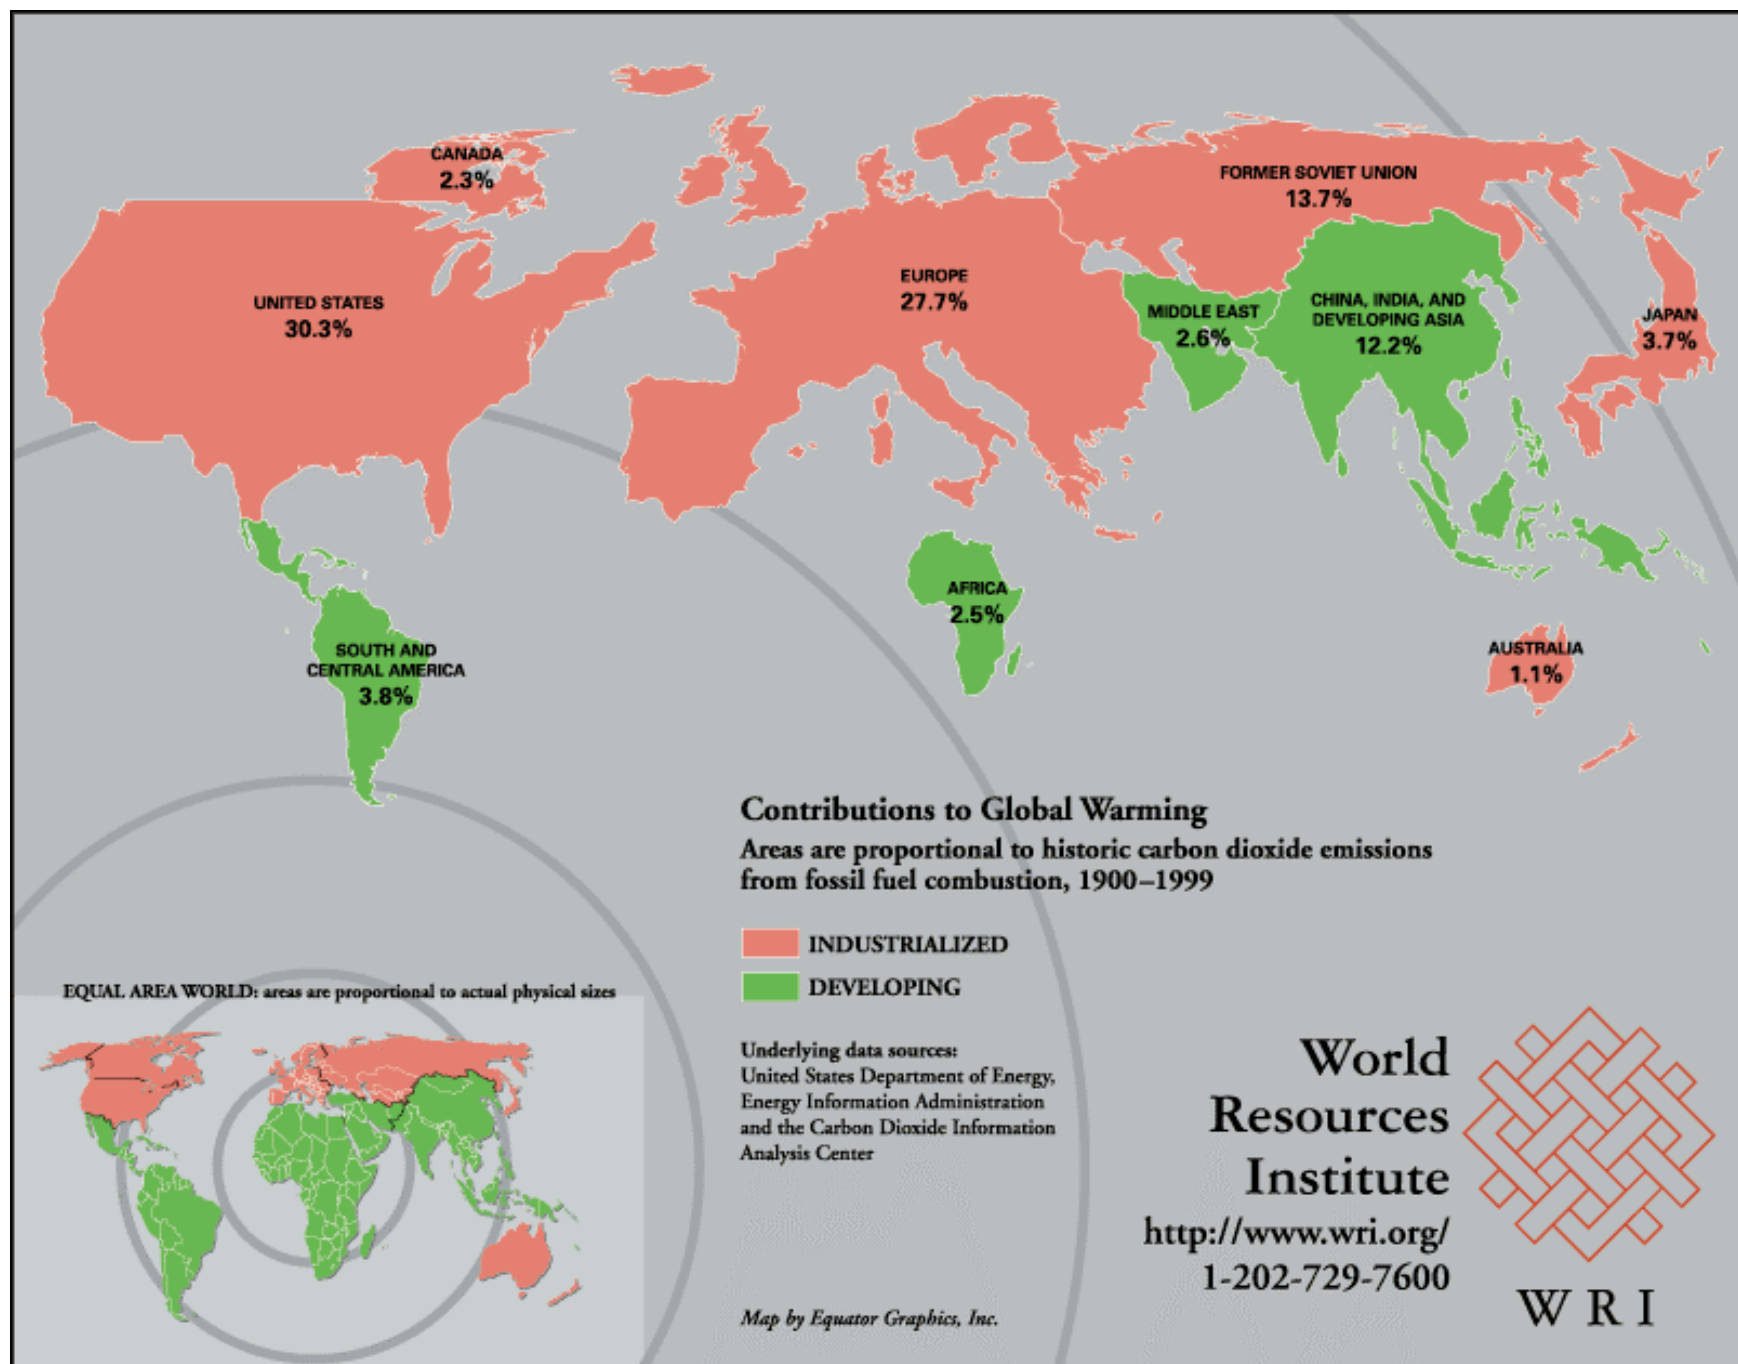 CANADA
2.3%
FORMER SOVIET UNION
13.7%
UNITED STATES
30.3%
EUROPE
27.7%
MIDDLE EAST
2.6%
CHINA, INDIA, AND
DEVELOPING ASIA
12.2%
JAPAN
3.7%
AFRICA
2.5%
SOUTH AND
CENTRAL AMERICA
3.8%
AUSTRALIA
1.1%
Contributions to Global Warming
Areas are proportional to historic carbon dioxide emissions
from fossil fuel combustion, 1900–1999
INDUSTRIALIZED
DEVELOPING
EQUAL AREA WORLD: areas are proportional to actual physical sizes
Underlying data sources:
United States Department of Energy,
Energy Information Administration
and the Carbon Dioxide Information
Analysis Center
Map by Equator Graphics, Inc.
World
Resources
Institute
http://www.wri.org/
1-202-729-7600
W R I